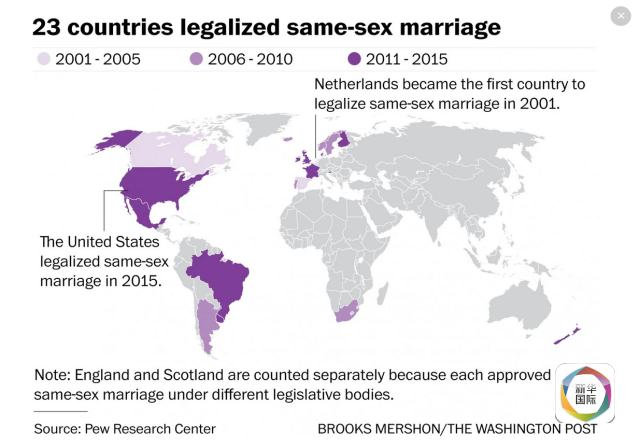 23 countries legalized same-sex marriage
2001 - 2005
2006 - 2010
2011 - 2015
Netherlands became the first country to
legalize same-sex marriage in 2001.
The United States
legalized same-sex
marriage in 2015.
Note: England and Scotland are counted separately because each approved
same-sex marriage under different legislative bodies.
新华
国际
Source: Pew Research Center
BROOKS MERSHON/THE WASHINGTON POST